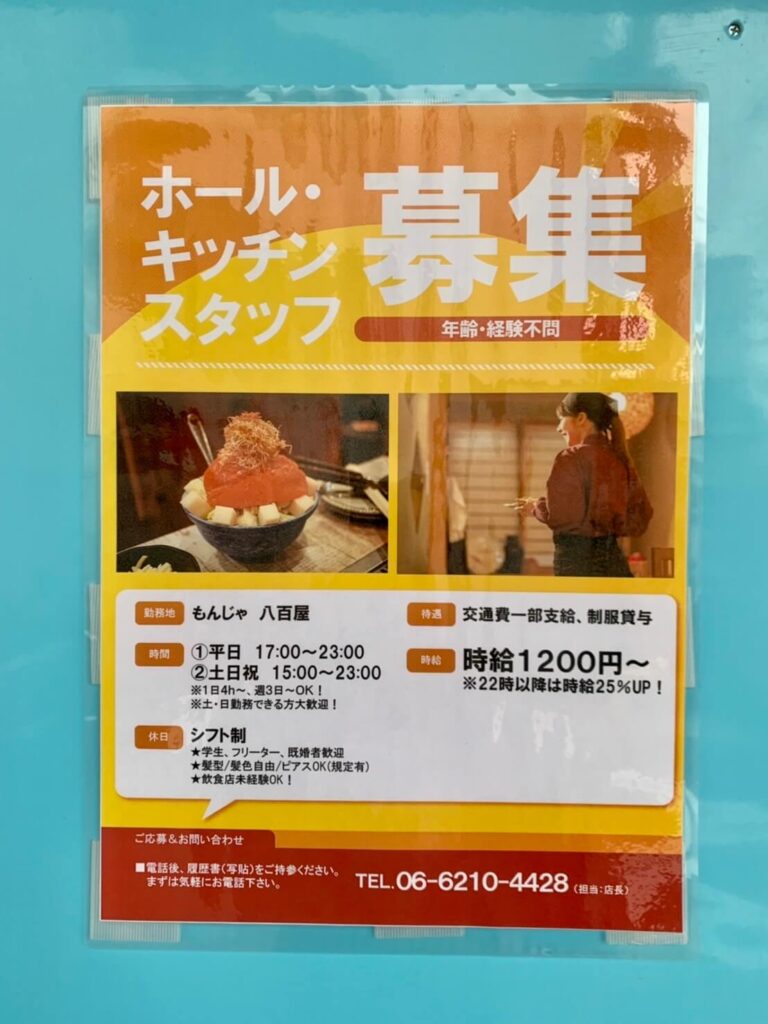 ホール・
キッチン
スタッフ
募集
年齢・経験不問
勤務地 もんじゃ 八百屋
時間 ①平日 17:00〜23:00
②土日祝 15:00〜23:00
※1日4h〜、週3日〜OK！
※土・日勤務できる方大歓迎！
休日 シフト制
★学生、フリーター、既婚者歓迎
★髪型/髪色自由/ピアスOK(規定有)
★飲食店未経験OK！
待遇 交通費一部支給、制服貸与
時給 時給1200円〜
※22時以降は時給25%UP！
ご応募＆お問い合わせ
■電話後、履歴書(写貼)をご持参ください。
まずは気軽にお電話下さい。
TEL.06-6210-4428 (担当:店長)